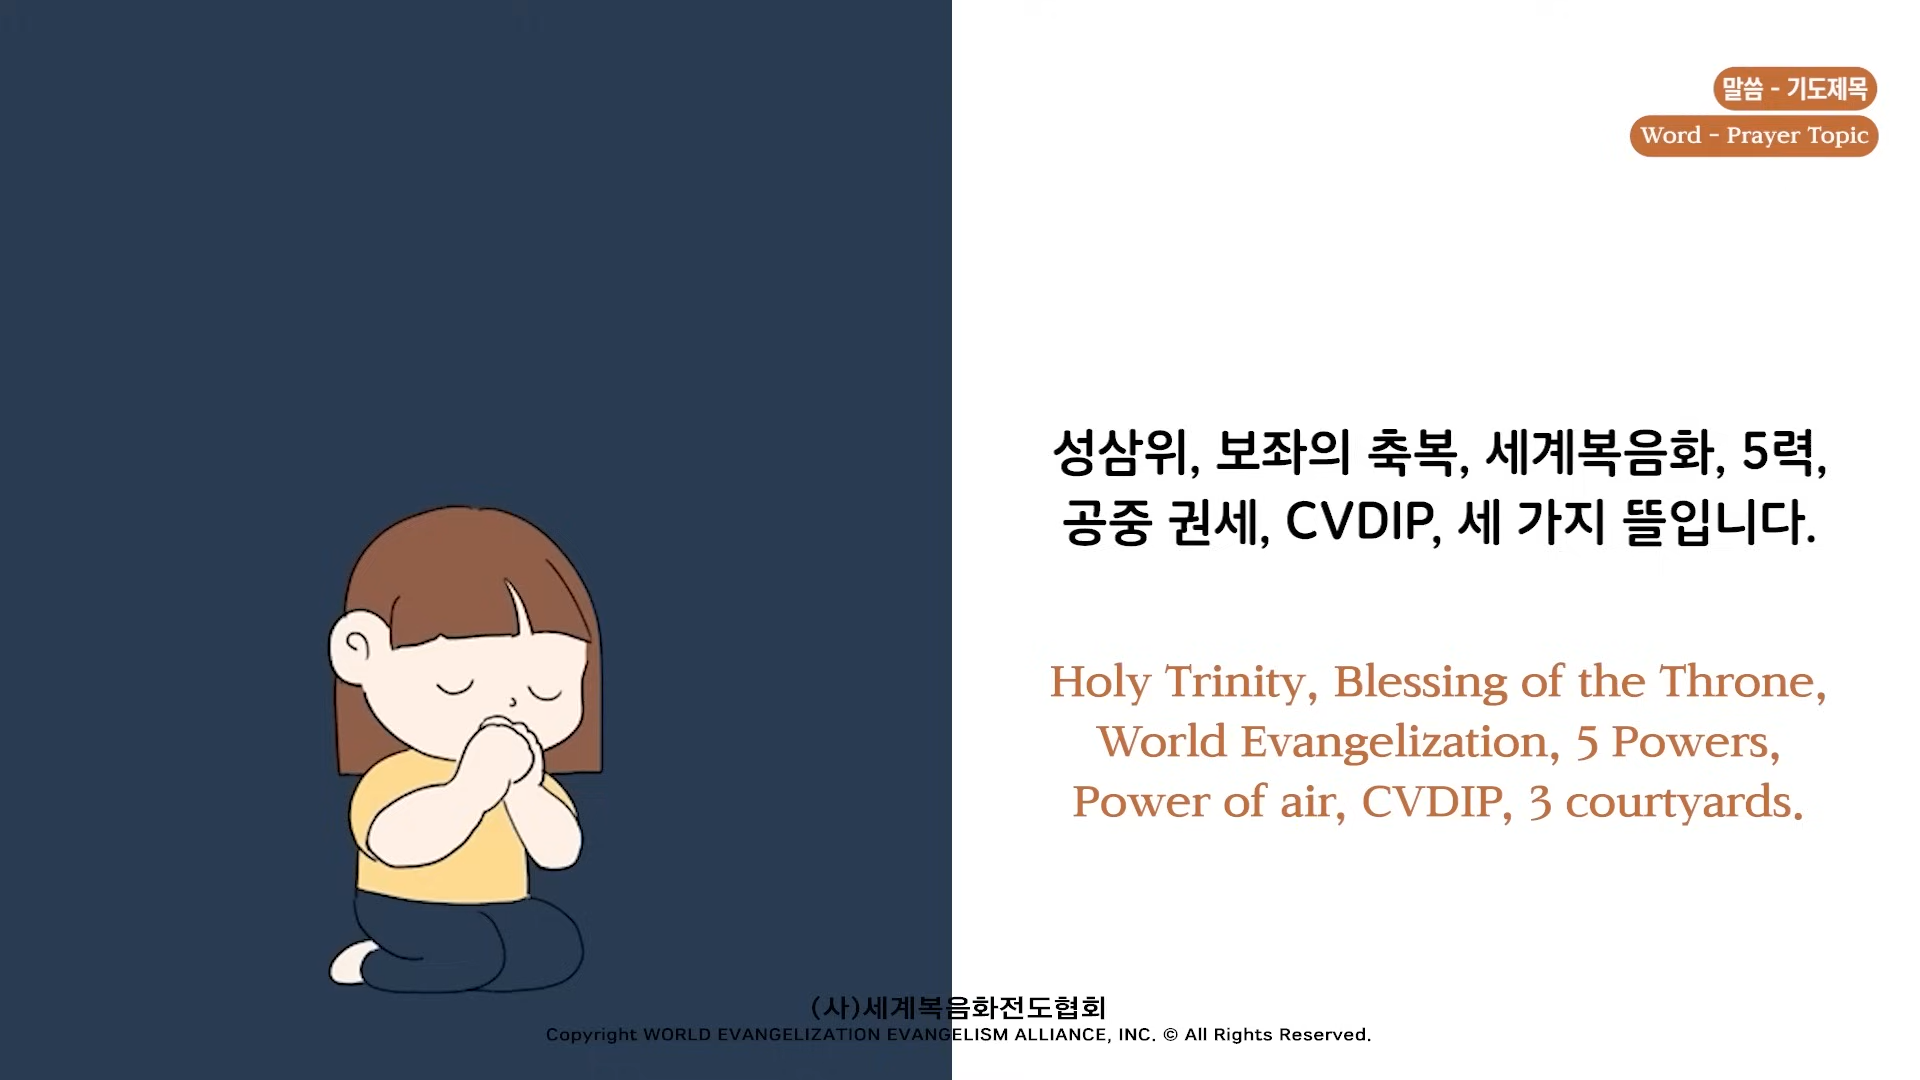 말씀 - 기도제목
Word - Prayer Topic
성삼위, 보좌의 축복, 세계복음화, 5력,
공중 권세, CVDIP, 세 가지 뜰입니다.
Holy Trinity, Blessing of the Throne,
World Evangelization, 5 Powers,
Power of air, CVDIP, 3 courtyards.
(사)세계복음화전도협회
Copyright WORLD EVANGELIZATION EVANGELISM ALLIANCE, INC. © All Rights Reserved.